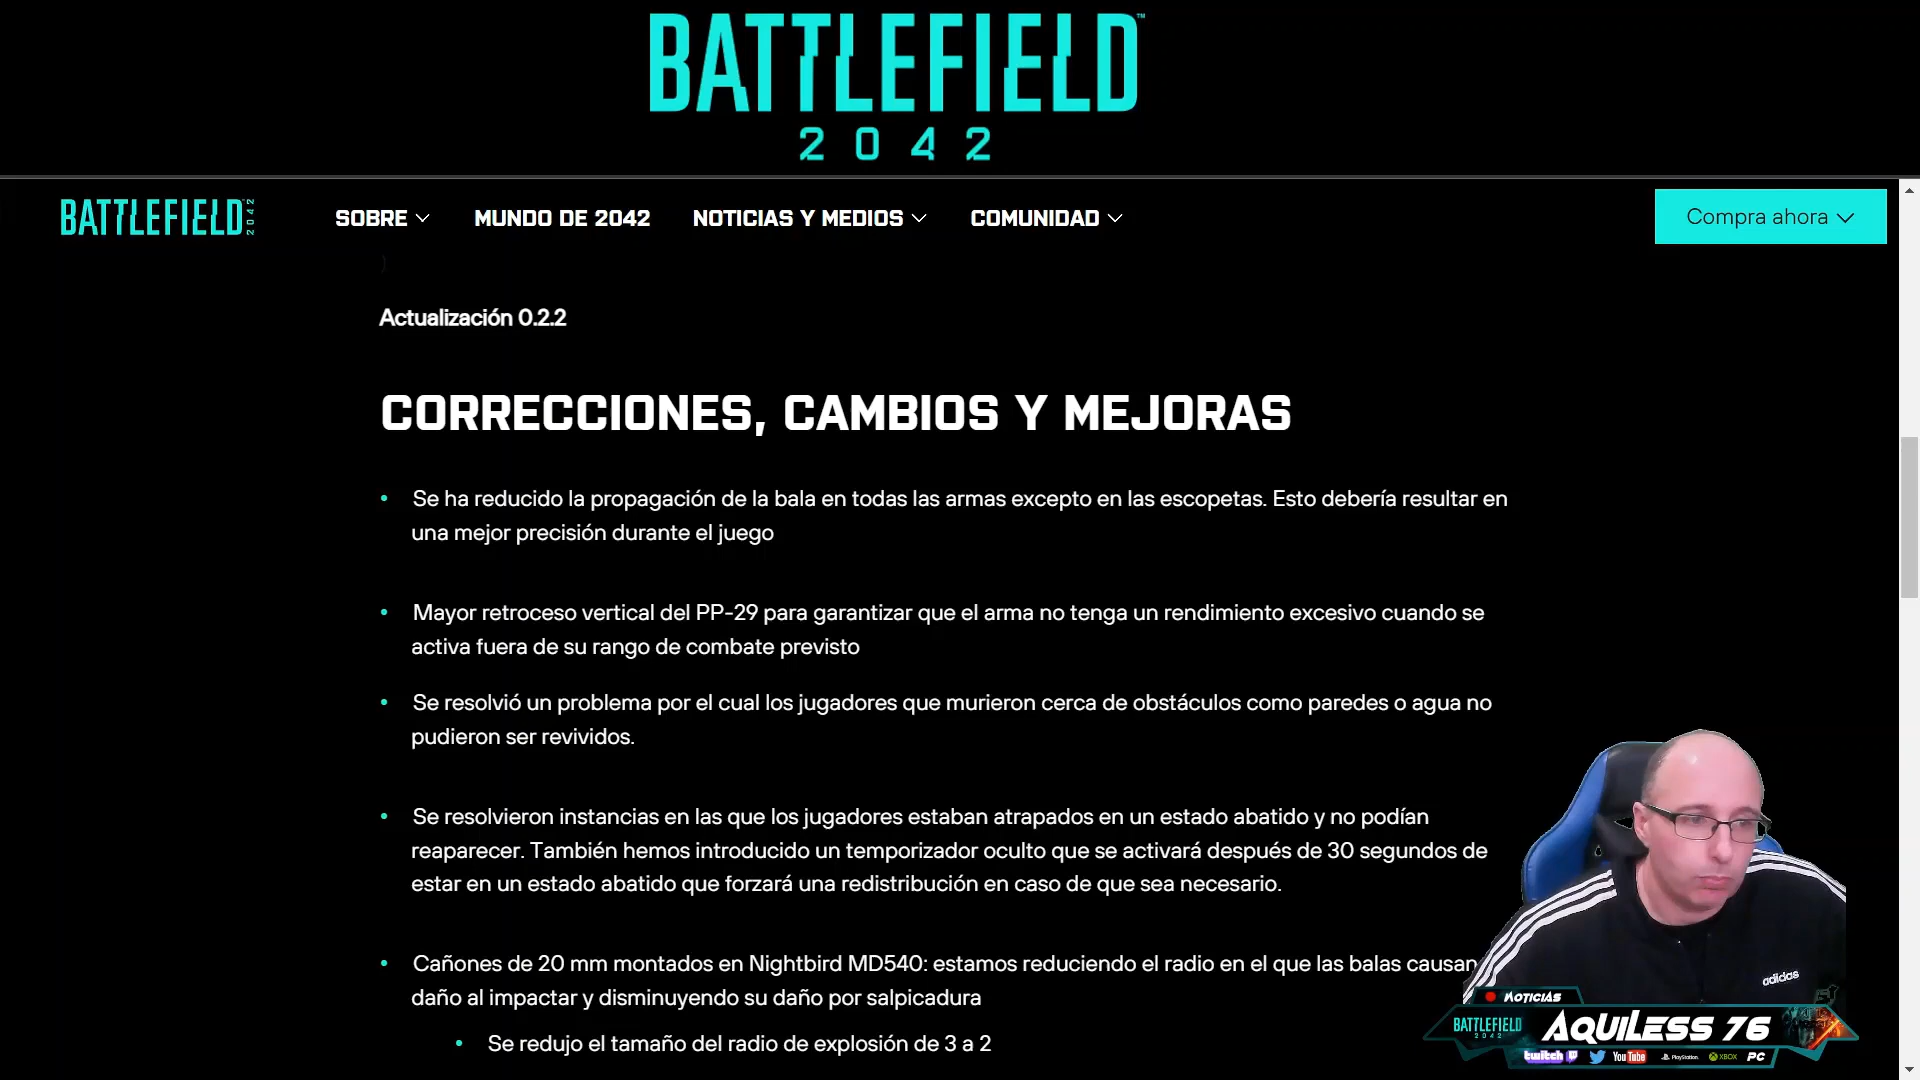 BATTLEFIELD™
2042
BATTLEFIELD 2042
SOBRE
MUNDO DE 2042
NOTICIAS Y MEDIOS
COMUNIDAD
Compra ahora
)
Actualización 0.2.2
CORRECCIONES, CAMBIOS Y MEJORAS
• Se ha reducido la propagación de la bala en todas las armas excepto en las escopetas. Esto debería resultar en
una mejor precisión durante el juego
• Mayor retroceso vertical del PP-29 para garantizar que el arma no tenga un rendimiento excesivo cuando se
activa fuera de su rango de combate previsto
• Se resolvió un problema por el cual los jugadores que murieron cerca de obstáculos como paredes o agua no
pudieron ser revividos.
• Se resolvieron instancias en las que los jugadores estaban atrapados en un estado abatido y no podían
reaparecer. También hemos introducido un temporizador oculto que se activará después de 30 segundos de
estar en un estado abatido que forzará una redistribución en caso de que sea necesario.
• Cañones de 20 mm montados en Nightbird MD540: estamos reduciendo el radio en el que las balas causan
daño al impactar y disminuyendo su daño por salpicadura
• Se redujo el tamaño del radio de explosión de 3 a 2
adidas
NOTICIAS
BATTLEFIELD
2042
AQUILESS 76
twitch
YouTube
PlayStation
XBOX
PC